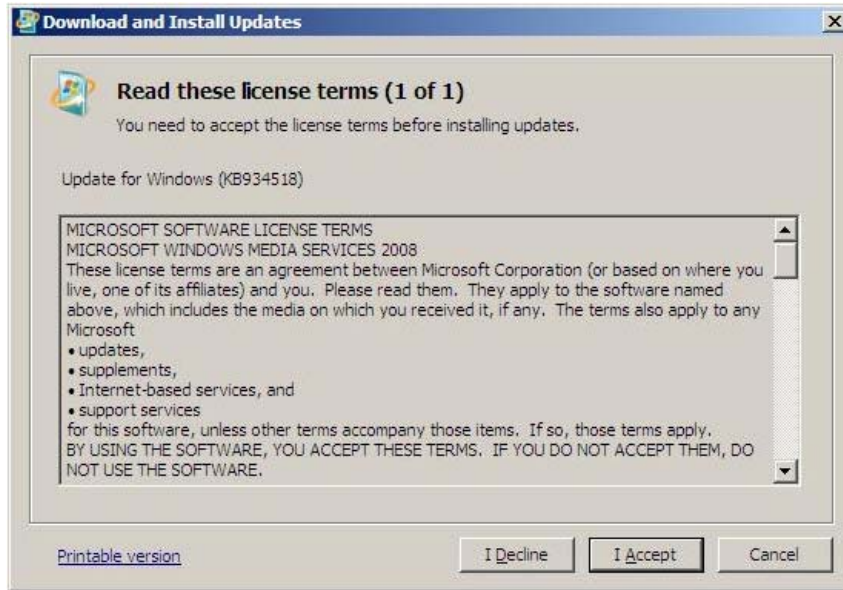 Download and Install Updates
Read these license terms (1 of 1)
You need to accept the license terms before installing updates.
Update for Windows (KB934518)
MICROSOFT SOFTWARE LICENSE TERMS
MICROSOFT WINDOWS MEDIA SERVICES 2008
These license terms are an agreement between Microsoft Corporation (or based on where you
live, one of its affiliates) and you.  Please read them.  They apply to the software named
above, which includes the media on which you received it, if any.  The terms also apply to any
Microsoft
• updates,
• supplements,
• Internet-based services, and
• support services
for this software, unless other terms accompany those items.  If so, those terms apply.
BY USING THE SOFTWARE, YOU ACCEPT THESE TERMS.  IF YOU DO NOT ACCEPT THEM, DO
NOT USE THE SOFTWARE.
Printable version
I Decline
I Accept
Cancel